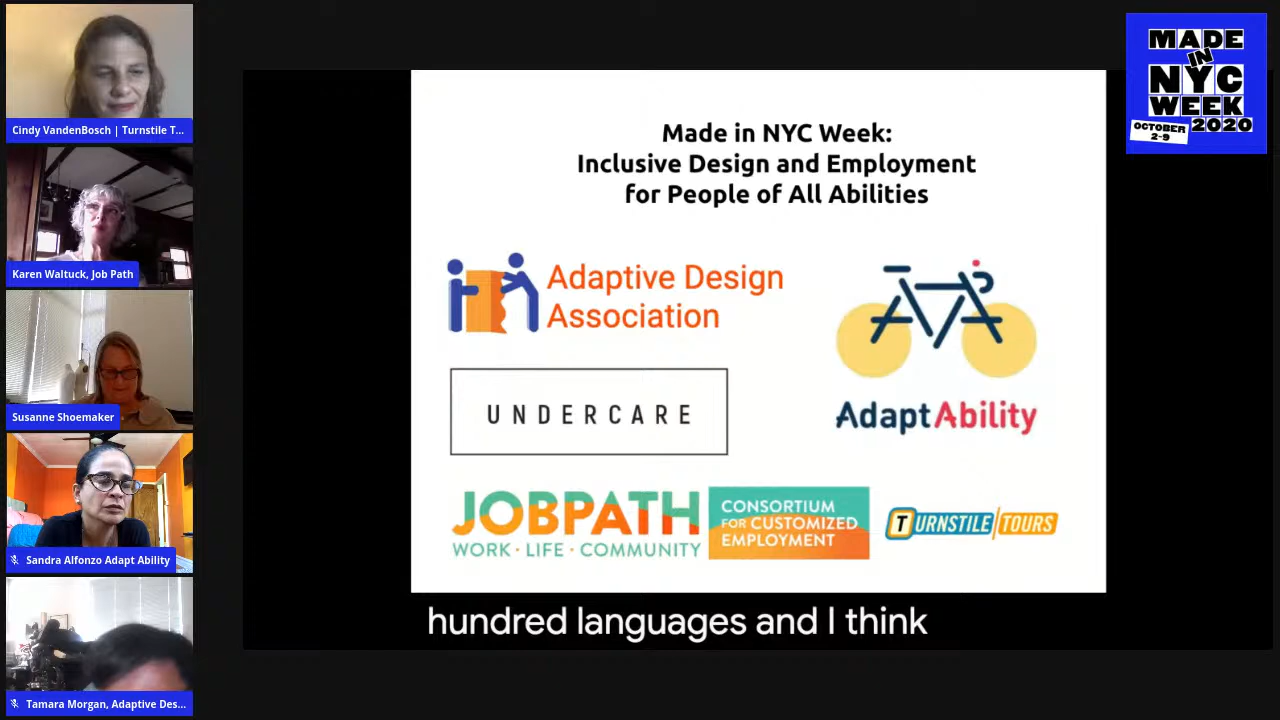 Cindy VandenBosch | Turnstile T...
Karen Waltuck, Job Path
Susanne Shoemaker
Sandra Alfonzo Adapt Ability
Tamara Morgan, Adaptive Des...
Made in NYC Week:
Inclusive Design and Employment
for People of All Abilities
Adaptive Design
Association
AdaptAbility
UNDERCARE
JOBPATH
WORK · LIFE · COMMUNITY
CONSORTIUM
FOR CUSTOMIZED
EMPLOYMENT
TURNSTILE TOURS
hundred languages and I think
MADE
IN
NYC
WEEK
2020
OCTOBER
2-9